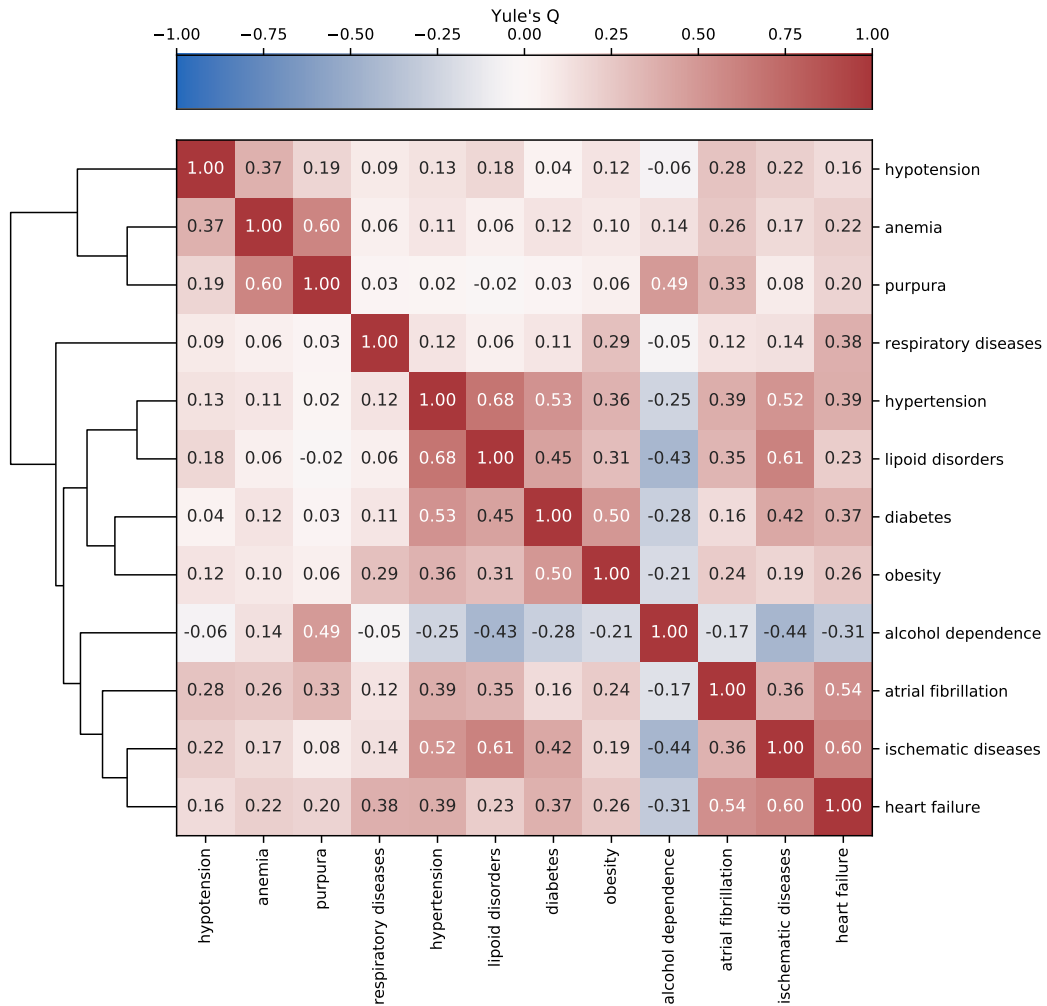 Yule's Q
−1.00 −0.75 −0.50 −0.25 0.00 0.25 0.50 0.75 1.00
1.00 0.37 0.19 0.09 0.13 0.18 0.04 0.12 -0.06 0.28 0.22 0.16 hypotension
0.37 1.00 0.60 0.06 0.11 0.06 0.12 0.10 0.14 0.26 0.17 0.22 anemia
0.19 0.60 1.00 0.03 0.02 -0.02 0.03 0.06 0.49 0.33 0.08 0.20 purpura
0.09 0.06 0.03 1.00 0.12 0.06 0.11 0.29 -0.05 0.12 0.14 0.38 respiratory diseases
0.13 0.11 0.02 0.12 1.00 0.68 0.53 0.36 -0.25 0.39 0.52 0.39 hypertension
0.18 0.06 -0.02 0.06 0.68 1.00 0.45 0.31 -0.43 0.35 0.61 0.23 lipoid disorders
0.04 0.12 0.03 0.11 0.53 0.45 1.00 0.50 -0.28 0.16 0.42 0.37 diabetes
0.12 0.10 0.06 0.29 0.36 0.31 0.50 1.00 -0.21 0.24 0.19 0.26 obesity
-0.06 0.14 0.49 -0.05 -0.25 -0.43 -0.28 -0.21 1.00 -0.17 -0.44 -0.31 alcohol dependence
0.28 0.26 0.33 0.12 0.39 0.35 0.16 0.24 -0.17 1.00 0.36 0.54 atrial fibrillation
0.22 0.17 0.08 0.14 0.52 0.61 0.42 0.19 -0.44 0.36 1.00 0.60 ischematic diseases
0.16 0.22 0.20 0.38 0.39 0.23 0.37 0.26 -0.31 0.54 0.60 1.00 heart failure
hypotension
anemia
purpura
respiratory diseases
hypertension
lipoid disorders
diabetes
obesity
alcohol dependence
atrial fibrillation
ischematic diseases
heart failure